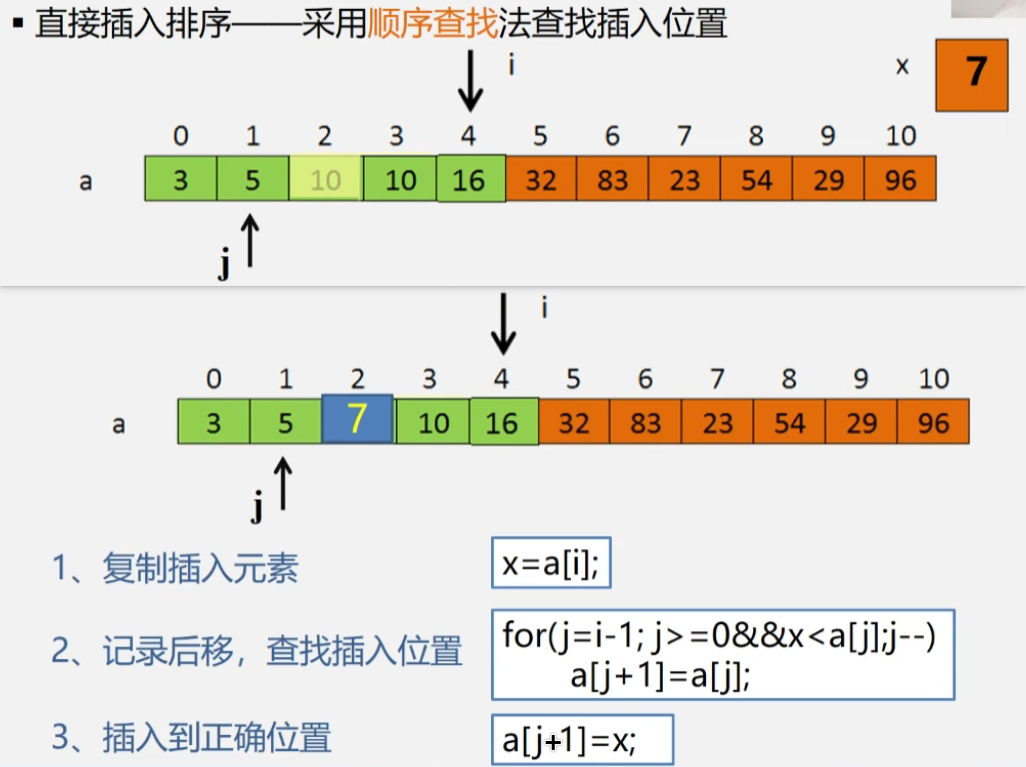 ▪ 直接插入排序——采用顺序查找法查找插入位置
i
x 7
0 1 2 3 4 5 6 7 8 9 10
a 3 5 10 10 16 32 83 23 54 29 96
j
i
0 1 2 3 4 5 6 7 8 9 10
a 3 5 7 10 16 32 83 23 54 29 96
j
1、复制插入元素 x=a[i];
2、记录后移，查找插入位置 for(j=i-1; j>=0&&x<a[j];j--)
a[j+1]=a[j];
3、插入到正确位置 a[j+1]=x;